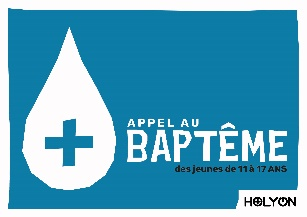 APPEL AU
BAPTÊME
des jeunes de 11 à 17 ANS
HOLYON